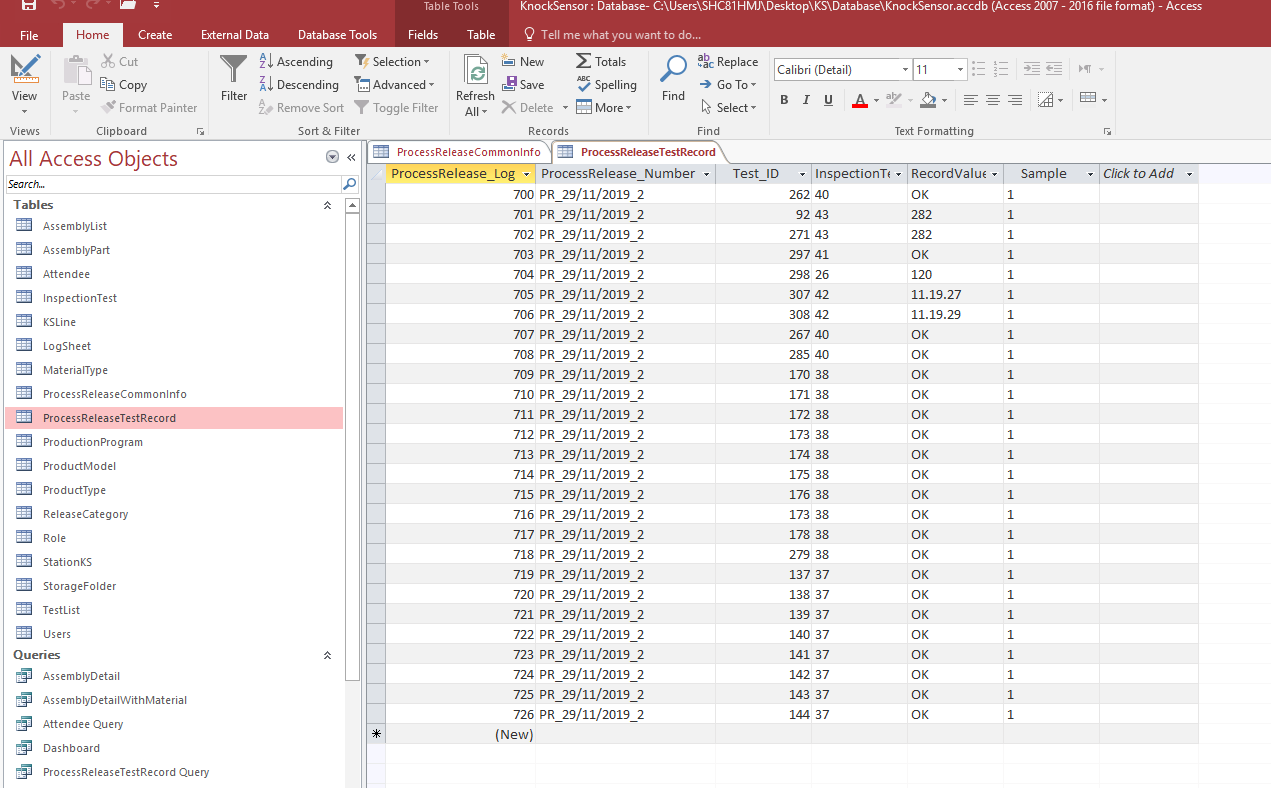 Table Tools KnockSensor : Database- C:\Users\SHC81HMJ\Desktop\KS\Database\KnockSensor.accdb (Access 2007 - 2016 file format) - Access
File Home Create External Data Database Tools Fields Table Tell me what you want to do...
View Paste Cut Copy Format Painter
Filter Ascending Descending Remove Sort Selection Advanced Toggle Filter
Refresh All New Save Delete Totals Spelling More
Find Replace Go To Select
Calibri (Detail) 11
B I U A
Views Clipboard Sort & Filter Records Find Text Formatting
All Access Objects
Search...
Tables
AssemblyList
AssemblyPart
Attendee
InspectionTest
KSLine
LogSheet
MaterialType
ProcessReleaseCommonInfo
ProcessReleaseTestRecord
ProductionProgram
ProductModel
ProductType
ReleaseCategory
Role
StationKS
StorageFolder
TestList
Users
Queries
AssemblyDetail
AssemblyDetailWithMaterial
Attendee Query
Dashboard
ProcessReleaseTestRecord Query
ProcessReleaseCommonInfo ProcessReleaseTestRecord
ProcessRelease_Log ProcessRelease_Number Test_ID InspectionTe RecordValue Sample Click to Add
700 PR_29/11/2019_2 262 40 OK 1
701 PR_29/11/2019_2 92 43 282 1
702 PR_29/11/2019_2 271 43 282 1
703 PR_29/11/2019_2 297 41 OK 1
704 PR_29/11/2019_2 298 26 120 1
705 PR_29/11/2019_2 307 42 11.19.27 1
706 PR_29/11/2019_2 308 42 11.19.29 1
707 PR_29/11/2019_2 267 40 OK 1
708 PR_29/11/2019_2 285 40 OK 1
709 PR_29/11/2019_2 170 38 OK 1
710 PR_29/11/2019_2 171 38 OK 1
711 PR_29/11/2019_2 172 38 OK 1
712 PR_29/11/2019_2 173 38 OK 1
713 PR_29/11/2019_2 174 38 OK 1
714 PR_29/11/2019_2 175 38 OK 1
715 PR_29/11/2019_2 176 38 OK 1
716 PR_29/11/2019_2 173 38 OK 1
717 PR_29/11/2019_2 178 38 OK 1
718 PR_29/11/2019_2 279 38 OK 1
719 PR_29/11/2019_2 137 37 OK 1
720 PR_29/11/2019_2 138 37 OK 1
721 PR_29/11/2019_2 139 37 OK 1
722 PR_29/11/2019_2 140 37 OK 1
723 PR_29/11/2019_2 141 37 OK 1
724 PR_29/11/2019_2 142 37 OK 1
725 PR_29/11/2019_2 143 37 OK 1
726 PR_29/11/2019_2 144 37 OK 1
(New)